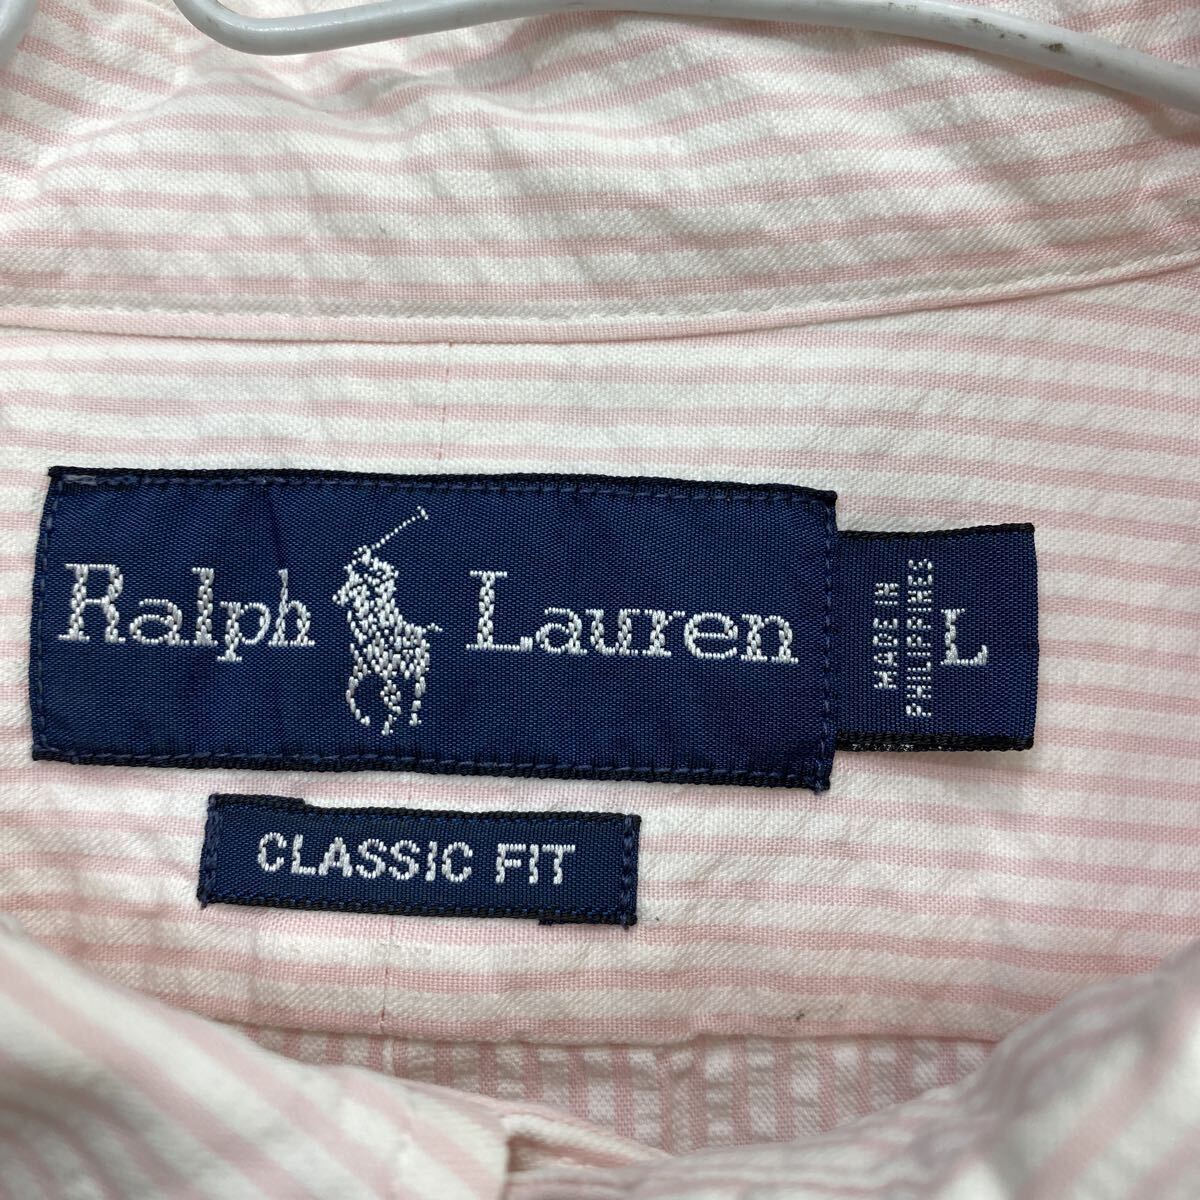 Ralph Lauren
MADE IN
PHILIPPINES
L
CLASSIC FIT